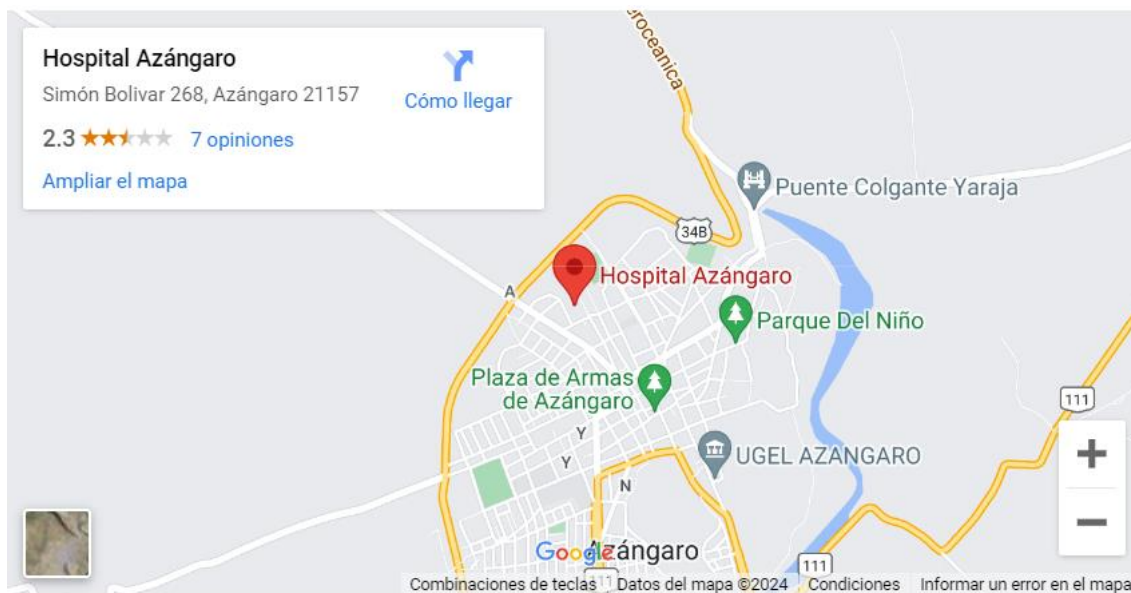 Hospital Azángaro
Simón Bolivar 268, Azángaro 21157
Cómo llegar
2.3
7 opiniones
Ampliar el mapa
eroceanica
Puente Colgante Yaraja
34B
Hospital Azángaro
A
Parque Del Niño
Plaza de Armas
de Azángaro
111
Y
UGEL AZANGARO
Y
N
Google
Azángaro
111
111
Combinaciones de teclas
Datos del mapa ©2024
Condiciones
Informar un error en el mapa